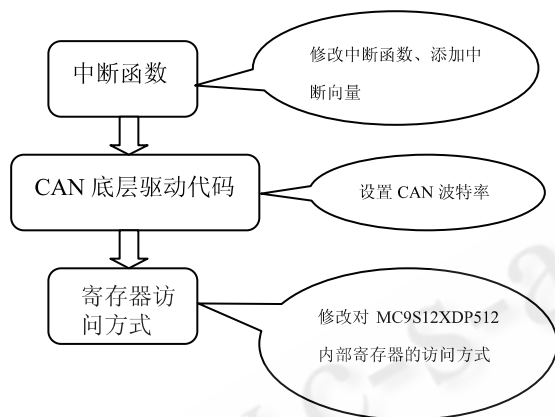 中断函数
修改中断函数、添加中
断向量
CAN 底层驱动代码
设置 CAN 波特率
寄存器访
问方式
修改对 MC9S12XDP512
内部寄存器的访问方式